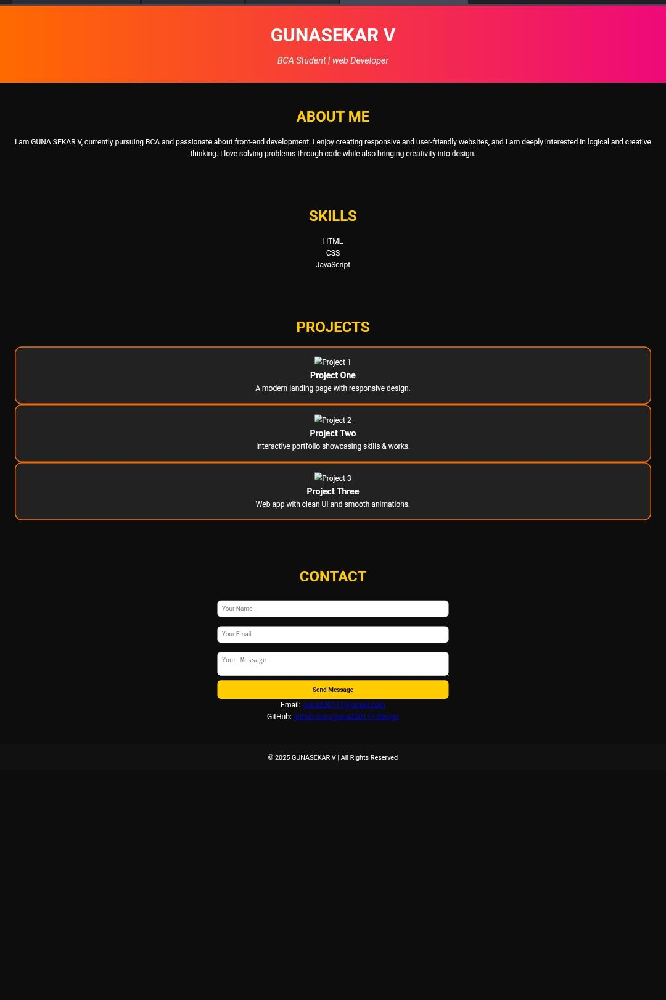 GUNASEKAR V
BCA Student | web Developer
ABOUT ME
I am GUNA SEKAR V, currently pursuing BCA and passionate about front-end development. I enjoy creating responsive and user-friendly websites, and I am deeply interested in logical and creative
thinking. I love solving problems through code while also bringing creativity into design.
SKILLS
HTML
CSS
JavaScript
PROJECTS
Project 1
Project One
A modern landing page with responsive design.
Project 2
Project Two
Interactive portfolio showcasing skills & works.
Project 3
Project Three
Web app with clean UI and smooth animations.
CONTACT
Your Name
Your Email
Your Message
Send Message
Email: guna200111@gmail.com
GitHub: github.com/guna200111-design
© 2025 GUNASEKAR V | All Rights Reserved